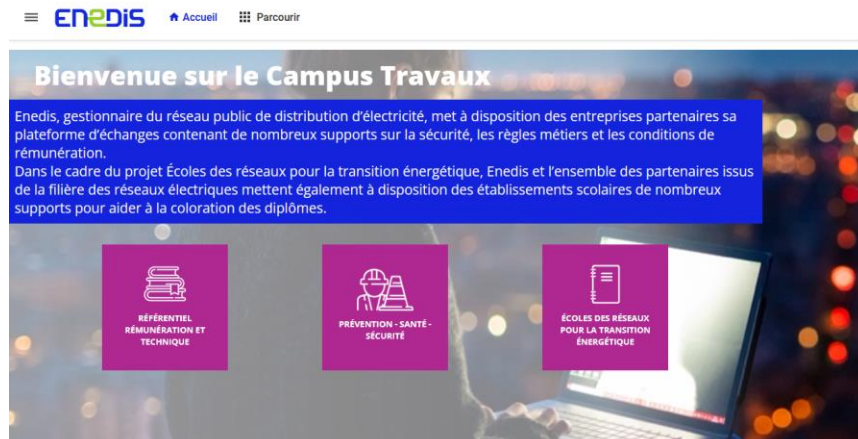 ENEDIS
Accueil
Parcourir
Bienvenue sur le Campus Travaux
Enedis, gestionnaire du réseau public de distribution d'électricité, met à disposition des entreprises partenaires sa
plateforme d'échanges contenant de nombreux supports sur la sécurité, les règles métiers et les conditions de
rémunération.
Dans le cadre du projet Écoles des réseaux pour la transition énergétique, Enedis et l'ensemble des partenaires issus
de la filière des réseaux électriques mettent également à disposition des établissements scolaires de nombreux
supports pour aider à la coloration des diplômes.
RÉFÉRENTIEL
RÉMUNÉRATION ET
TECHNIQUE
PRÉVENTION - SANTÉ -
SÉCURITÉ
ÉCOLES DES RÉSEAUX
POUR LA TRANSITION
ÉNERGÉTIQUE